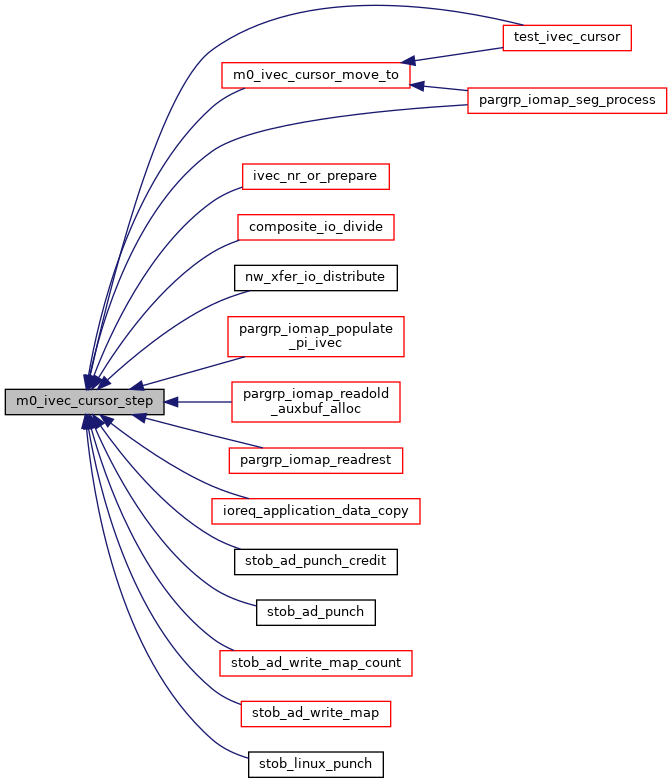 test_ivec_cursor
m0_ivec_cursor_move_to
pargrp_iomap_seg_process
ivec_nr_or_prepare
composite_io_divide
nw_xfer_io_distribute
pargrp_iomap_populate
_pi_ivec
pargrp_iomap_readold
_auxbuf_alloc
m0_ivec_cursor_step
pargrp_iomap_readrest
ioreq_application_data_copy
stob_ad_punch_credit
stob_ad_punch
stob_ad_write_map_count
stob_ad_write_map
stob_linux_punch